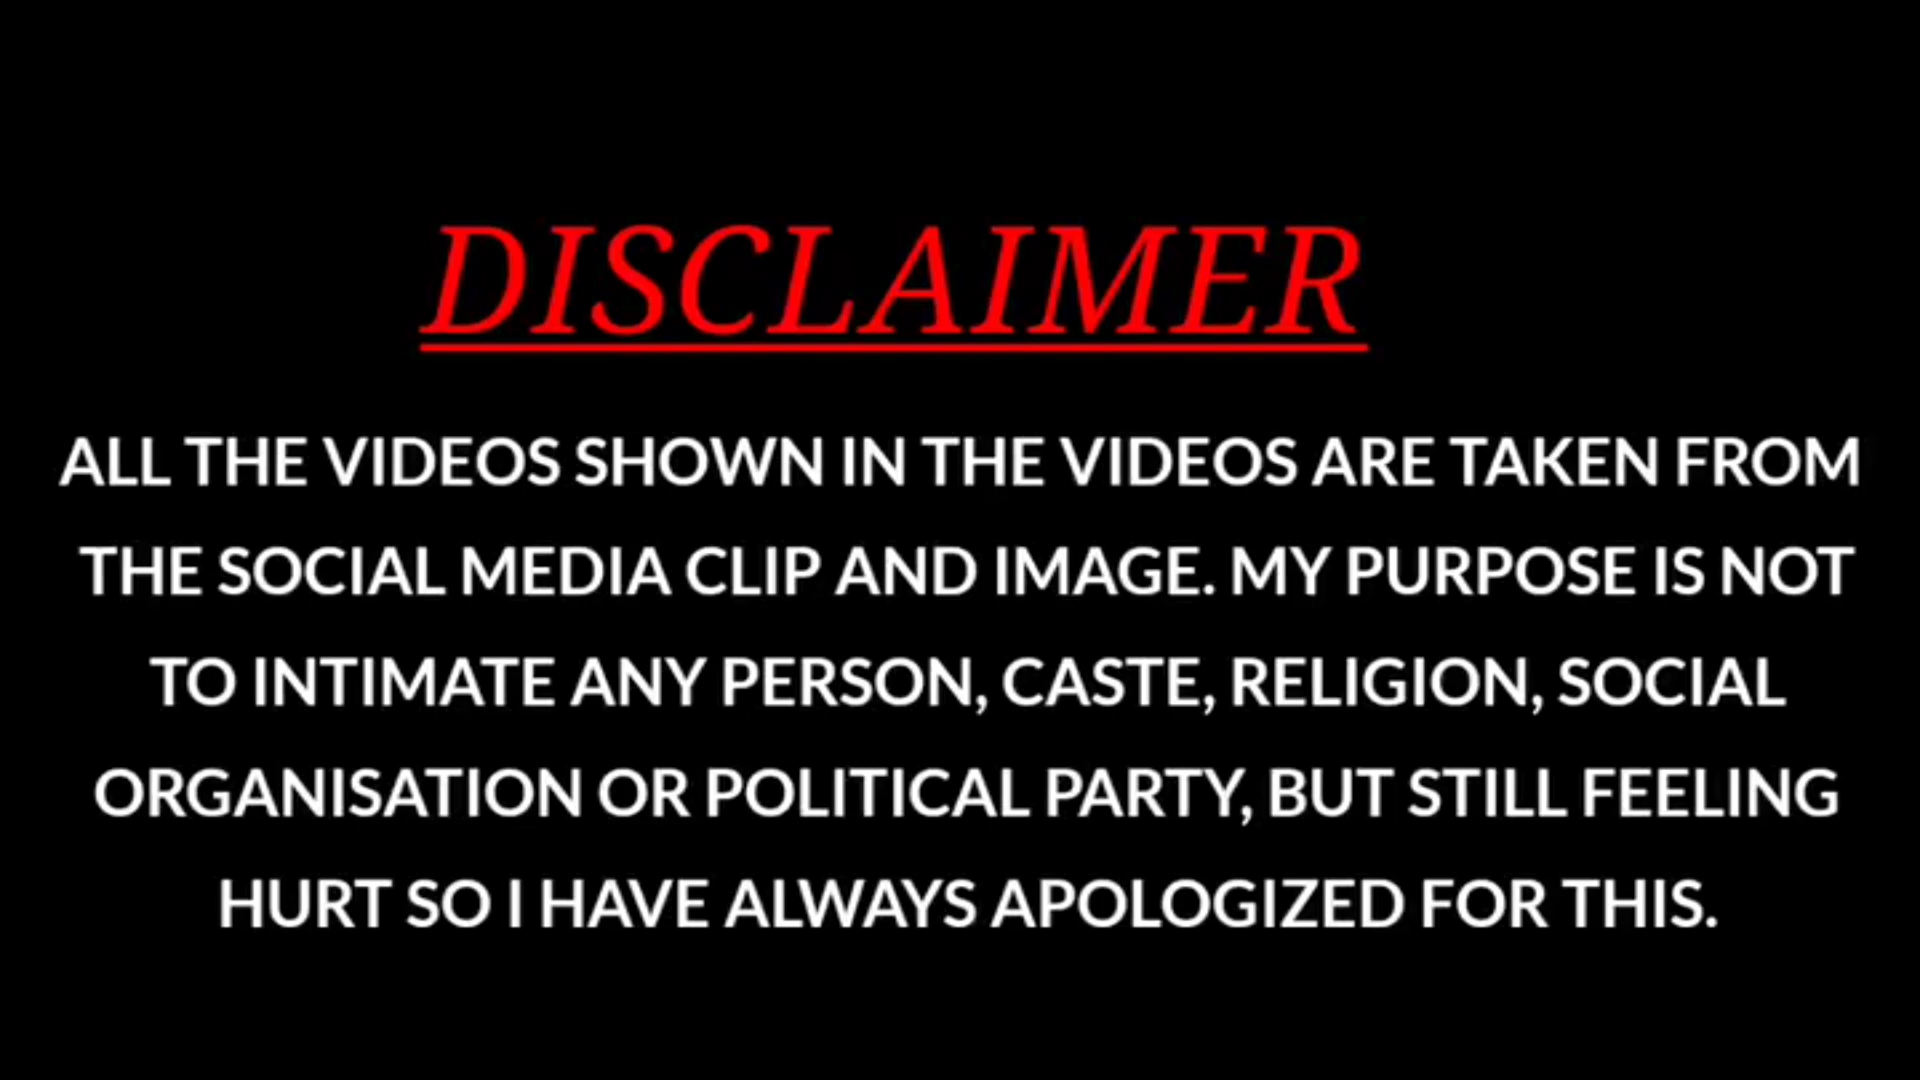 DISCLAIMER
ALL THE VIDEOS SHOWN IN THE VIDEOS ARE TAKEN FROM
THE SOCIAL MEDIA CLIP AND IMAGE. MY PURPOSE IS NOT
TO INTIMATE ANY PERSON, CASTE, RELIGION, SOCIAL
ORGANISATION OR POLITICAL PARTY, BUT STILL FEELING
HURT SO I HAVE ALWAYS APOLOGIZED FOR THIS.